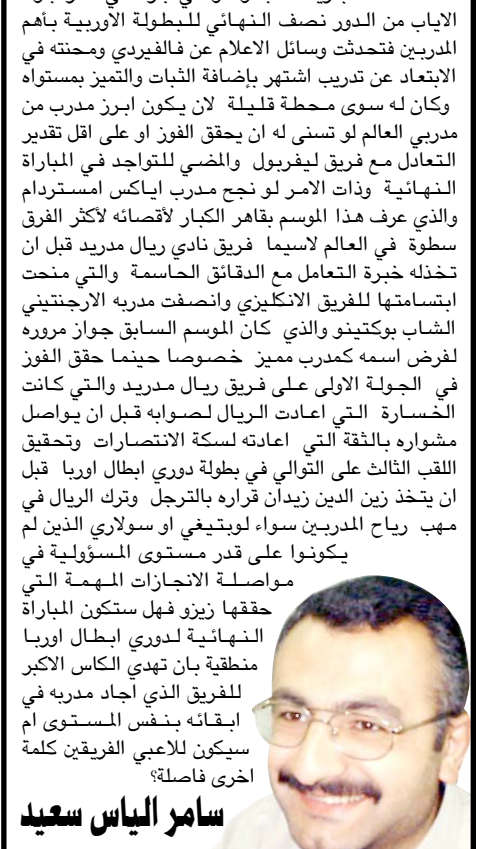 الاياب من الدور نصف النهائي للبطولة الاوربية بأهم
المدربين فتحدثت وسائل الاعلام عن فالفيردي ومحنته في
الابتعاد عن تدريب اشتهر بإضافة الثبات والتميز بمستواه
وكان له سوى محطة قليلة لان يكون ابرز مدرب من
مدربي العالم لو تسنى له ان يحقق الفوز او على اقل تقدير
التعادل مع فريق ليفربول والمضي للتواجد في المباراة
النهائية وذات الامر لو نجح مدرب اياكس امستردام
والذي عرف هذا الموسم بقاهر الكبار لأقصائه لأكثر الفرق
سطوة في العالم لاسيما فريق نادي ريال مدريد قبل ان
تخذله خبرة التعامل مع الدقائق الحاسمة والتي منحت
ابتسامتها للفريق الانكليزي وانصفت مدربه الارجنتيني
الشاب بوكتينو والذي كان الموسم السابق جواز مروره
لفرض اسمه كمدرب مميز خصوصا حينما حقق الفوز
في الجولة الاولى على فريق ريال مدريد والتي كانت
الخسارة التي اعادت الريال لصوابه قبل ان يواصل
مشواره بالثقة التي اعادته لسكة الانتصارات وتحقيق
اللقب الثالث على التوالي في بطولة دوري ابطال اوربا قبل
ان يتخذ زين الدين زيدان قراره بالترجل وترك الريال في
مهب رياح المدربين سواء لوبتيغي او سولاري الذين لم
يكونوا على قدر مستوى المسؤولية في
مواصلة الانجازات المهمة التي
حققها زيزو فهل ستكون المباراة
النهائية لدوري ابطال اوربا
منطقية بان تهدي الكاس الاكبر
للفريق الذي اجاد مدربه في
ابقائه بنفس المستوى ام
سيكون للاعبي الفريقين كلمة
اخرى فاصلة؟
سامر الياس سعيد